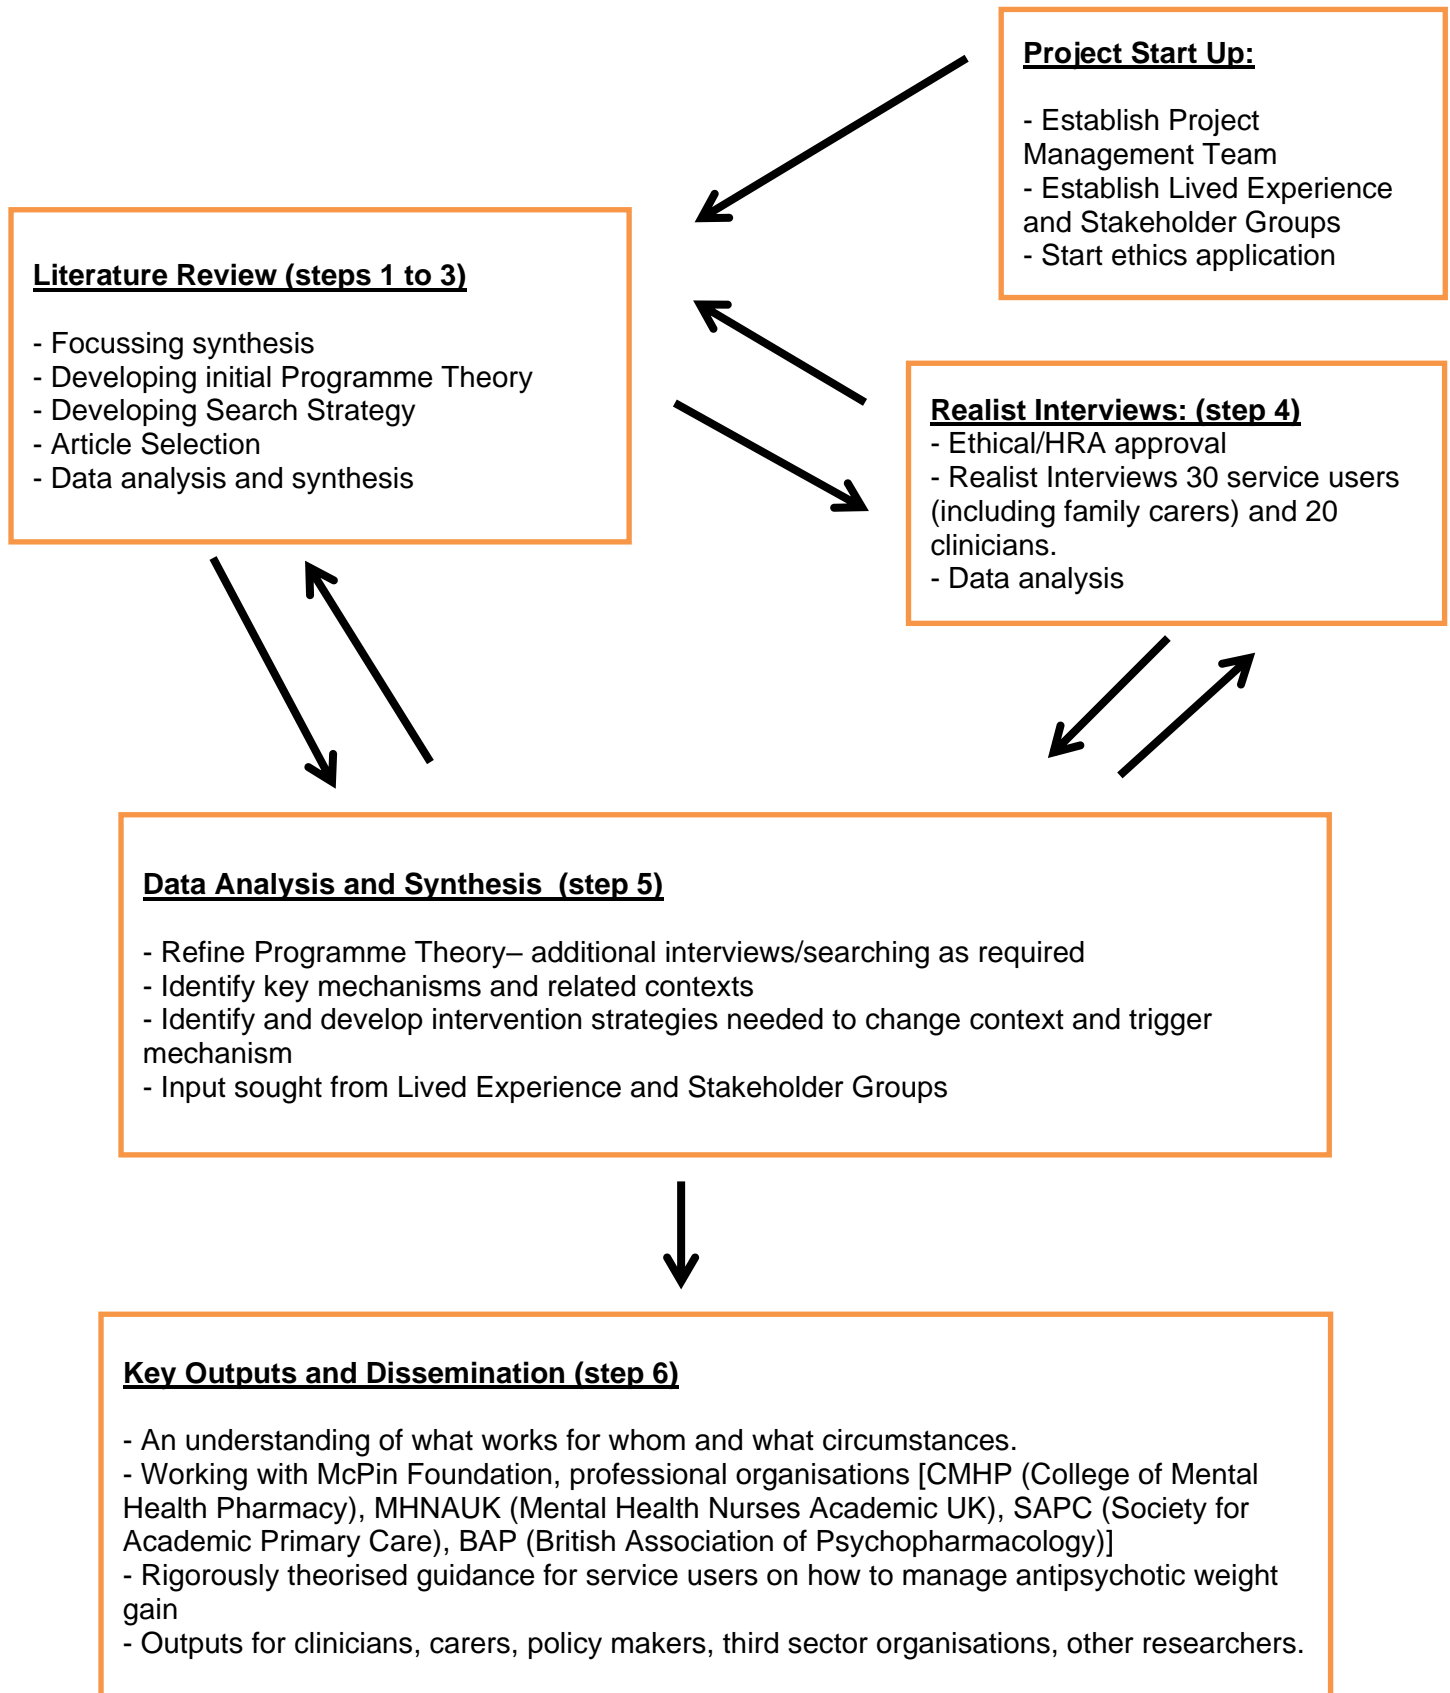 Project Start Up:
- Establish Project
Management Team
- Establish Lived Experience
and Stakeholder Groups
- Start ethics application
Literature Review (steps 1 to 3)
- Focussing synthesis
- Developing initial Programme Theory
- Developing Search Strategy
- Article Selection
- Data analysis and synthesis
Realist Interviews: (step 4)
- Ethical/HRA approval
- Realist Interviews 30 service users
(including family carers) and 20
clinicians.
- Data analysis
Data Analysis and Synthesis  (step 5)
- Refine Programme Theory– additional interviews/searching as required
- Identify key mechanisms and related contexts
- Identify and develop intervention strategies needed to change context and trigger
mechanism
- Input sought from Lived Experience and Stakeholder Groups
Key Outputs and Dissemination (step 6)
- An understanding of what works for whom and what circumstances.
- Working with McPin Foundation, professional organisations [CMHP (College of Mental
Health Pharmacy), MHNAUK (Mental Health Nurses Academic UK), SAPC (Society for
Academic Primary Care), BAP (British Association of Psychopharmacology)]
- Rigorously theorised guidance for service users on how to manage antipsychotic weight
gain
- Outputs for clinicians, carers, policy makers, third sector organisations, other researchers.